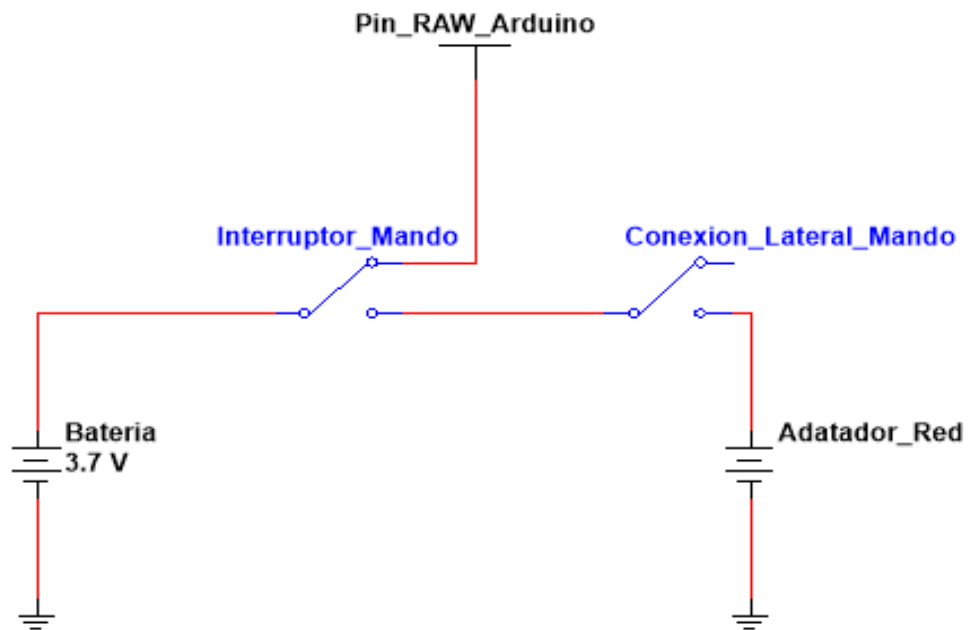 Pin_RAW_Arduino
Interruptor_Mando
Conexion_Lateral_Mando
Bateria
3.7 V
Adatador_Red